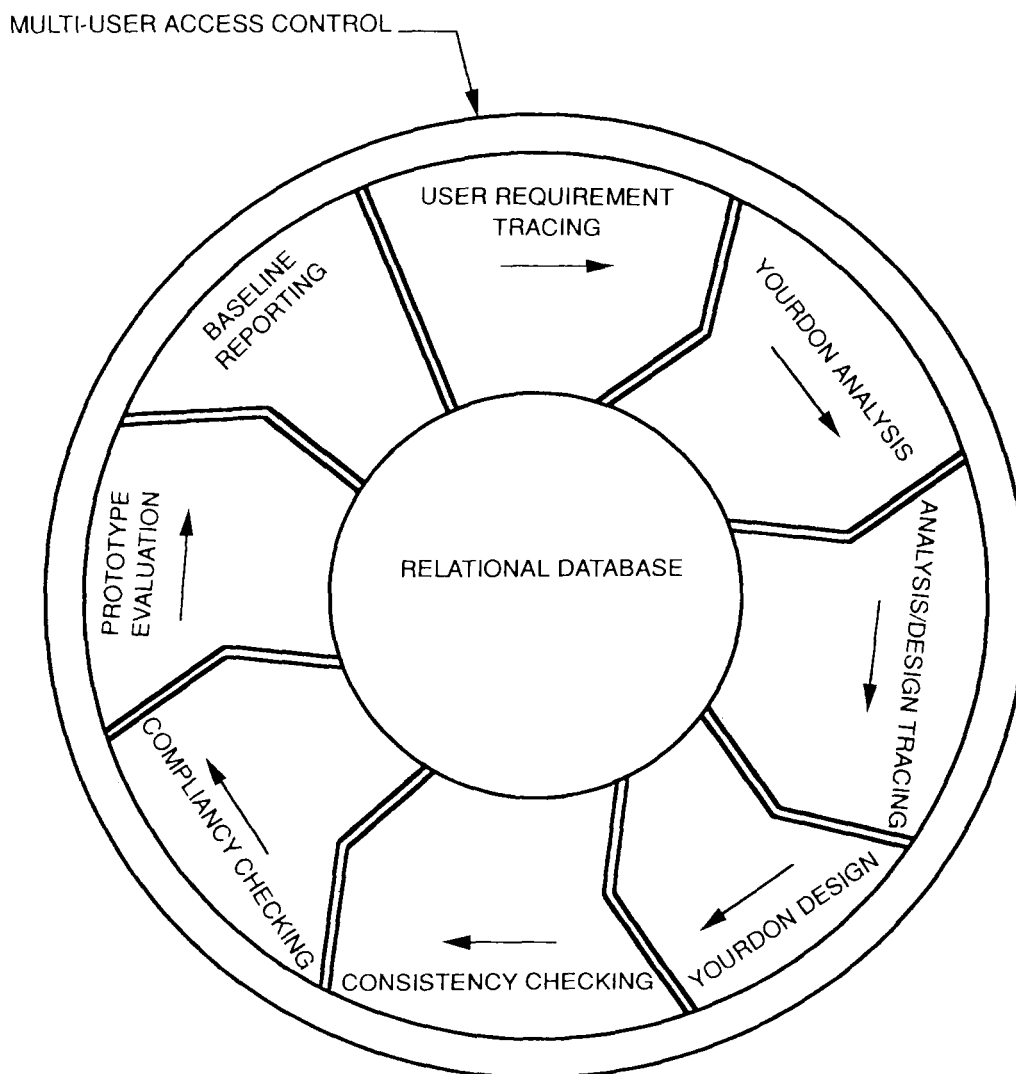 MULTI-USER ACCESS CONTROL
USER REQUIREMENT
TRACING
YOURDON ANALYSIS
ANALYSIS/DESIGN TRACING
YOURDON DESIGN
CONSISTENCY CHECKING
COMPLIANCY CHECKING
PROTOTYPE
EVALUATION
BASELINE
REPORTING
RELATIONAL DATABASE